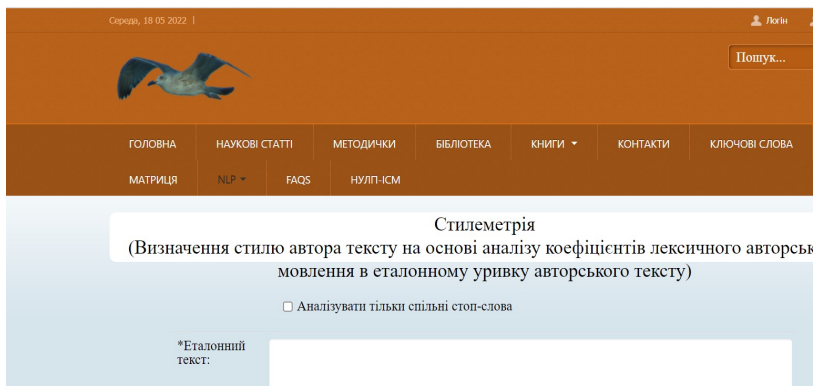 Середа, 18 05 2022 |
Логін
Пошук...
ГОЛОВНА НАУКОВІ СТАТТІ МЕТОДИЧКИ БІБЛІОТЕКА КНИГИ КОНТАКТИ КЛЮЧОВІ СЛОВА
МАТРИЦЯ NLP FAQS НУЛП-ІСМ
Стилеметрія
(Визначення стилю автора тексту на основі аналізу коефіцієнтів лексичного авторськ
мовлення в еталонному уривку авторського тексту)
Аналізувати тільки спільні стоп-слова
*Еталонний
текст: